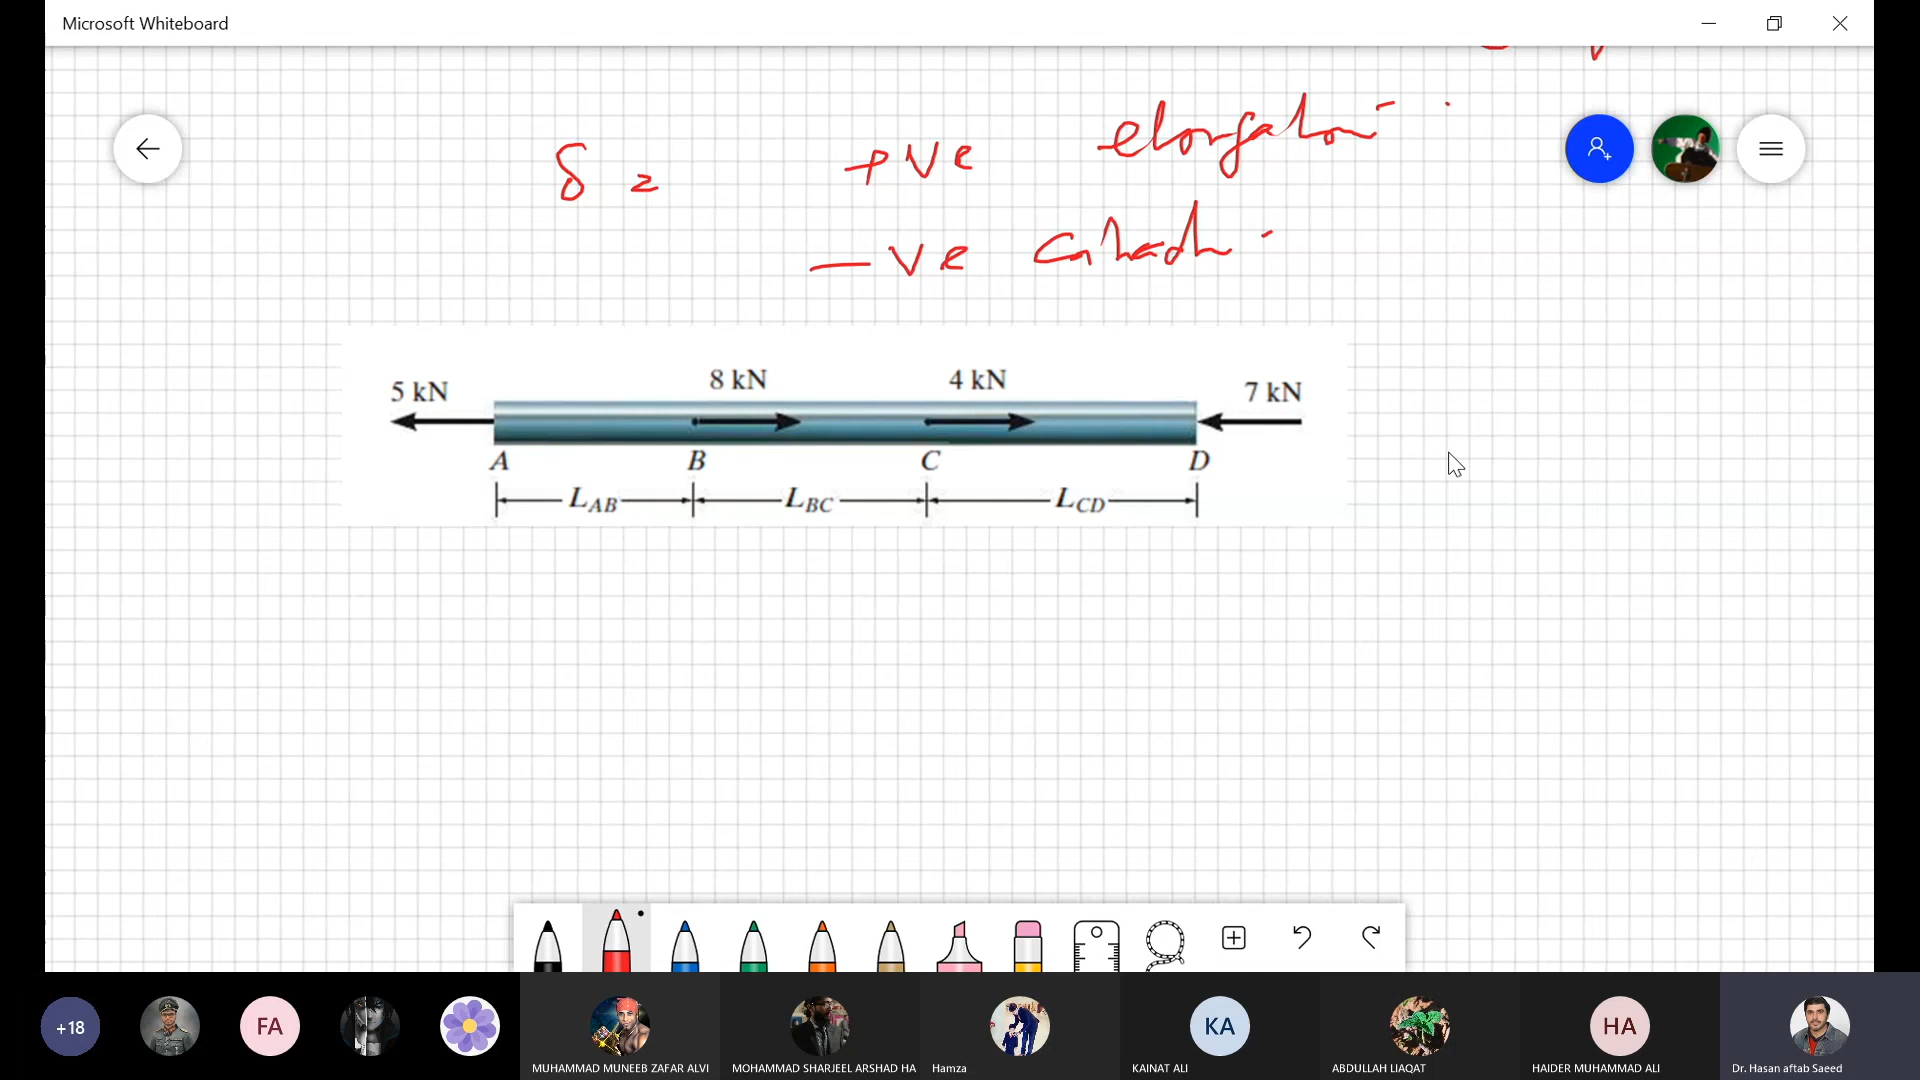 Microsoft Whiteboard
δ = +ve elongation
-ve
5 kN 8 kN 4 kN 7 kN
A B C D
L_AB L_BC L_CD
+18 FA KA HA
MUHAMMAD MUNEEB ZAFAR ALVI MOHAMMAD SHARJEEL ARSHAD HA Hamza KAINAT ALI ABDULLAH LIAQAT HAIDER MUHAMMAD ALI Dr. Hasan aftab Saeed